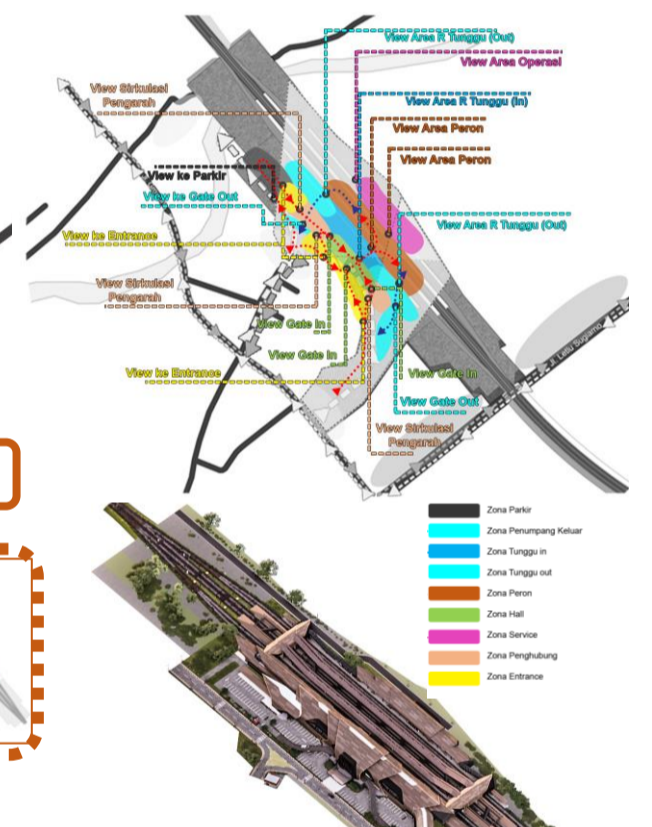 View Area R Tunggu (Out)
View Area Operasi
View Sirkulasi
Pengarah
View Area R Tunggu (In)
View Area Peron
View Area Peron
View ke Parkir
View ke Gate Out
View Area R Tunggu (Out)
View ke Entrance
View Sirkulasi
Pengarah
View Gate In
Jl. Lettu Sugiarno
View Gate In
View ke Entrance
View Gate In
View Gate Out
View Sirkulasi
Pengarah
Zona Parkir
Zona Penumpang Keluar
Zona Tunggu in
Zona Tunggu out
Zona Peron
Zona Hall
Zona Service
Zona Penghubung
Zona Entrance